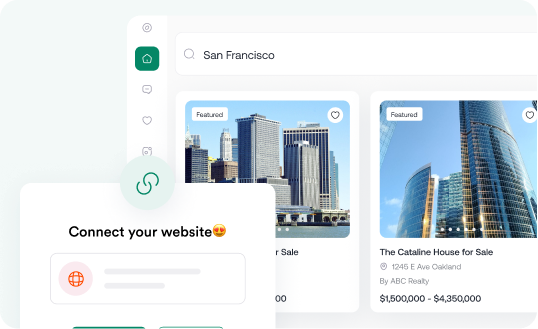 San Francisco
Featured
Featured
r Sale
00
The Cataline House for Sale
1245 E Ave Oakland
By ABC Realty
$1,500,000 - $4,350,000
Connect your website😍